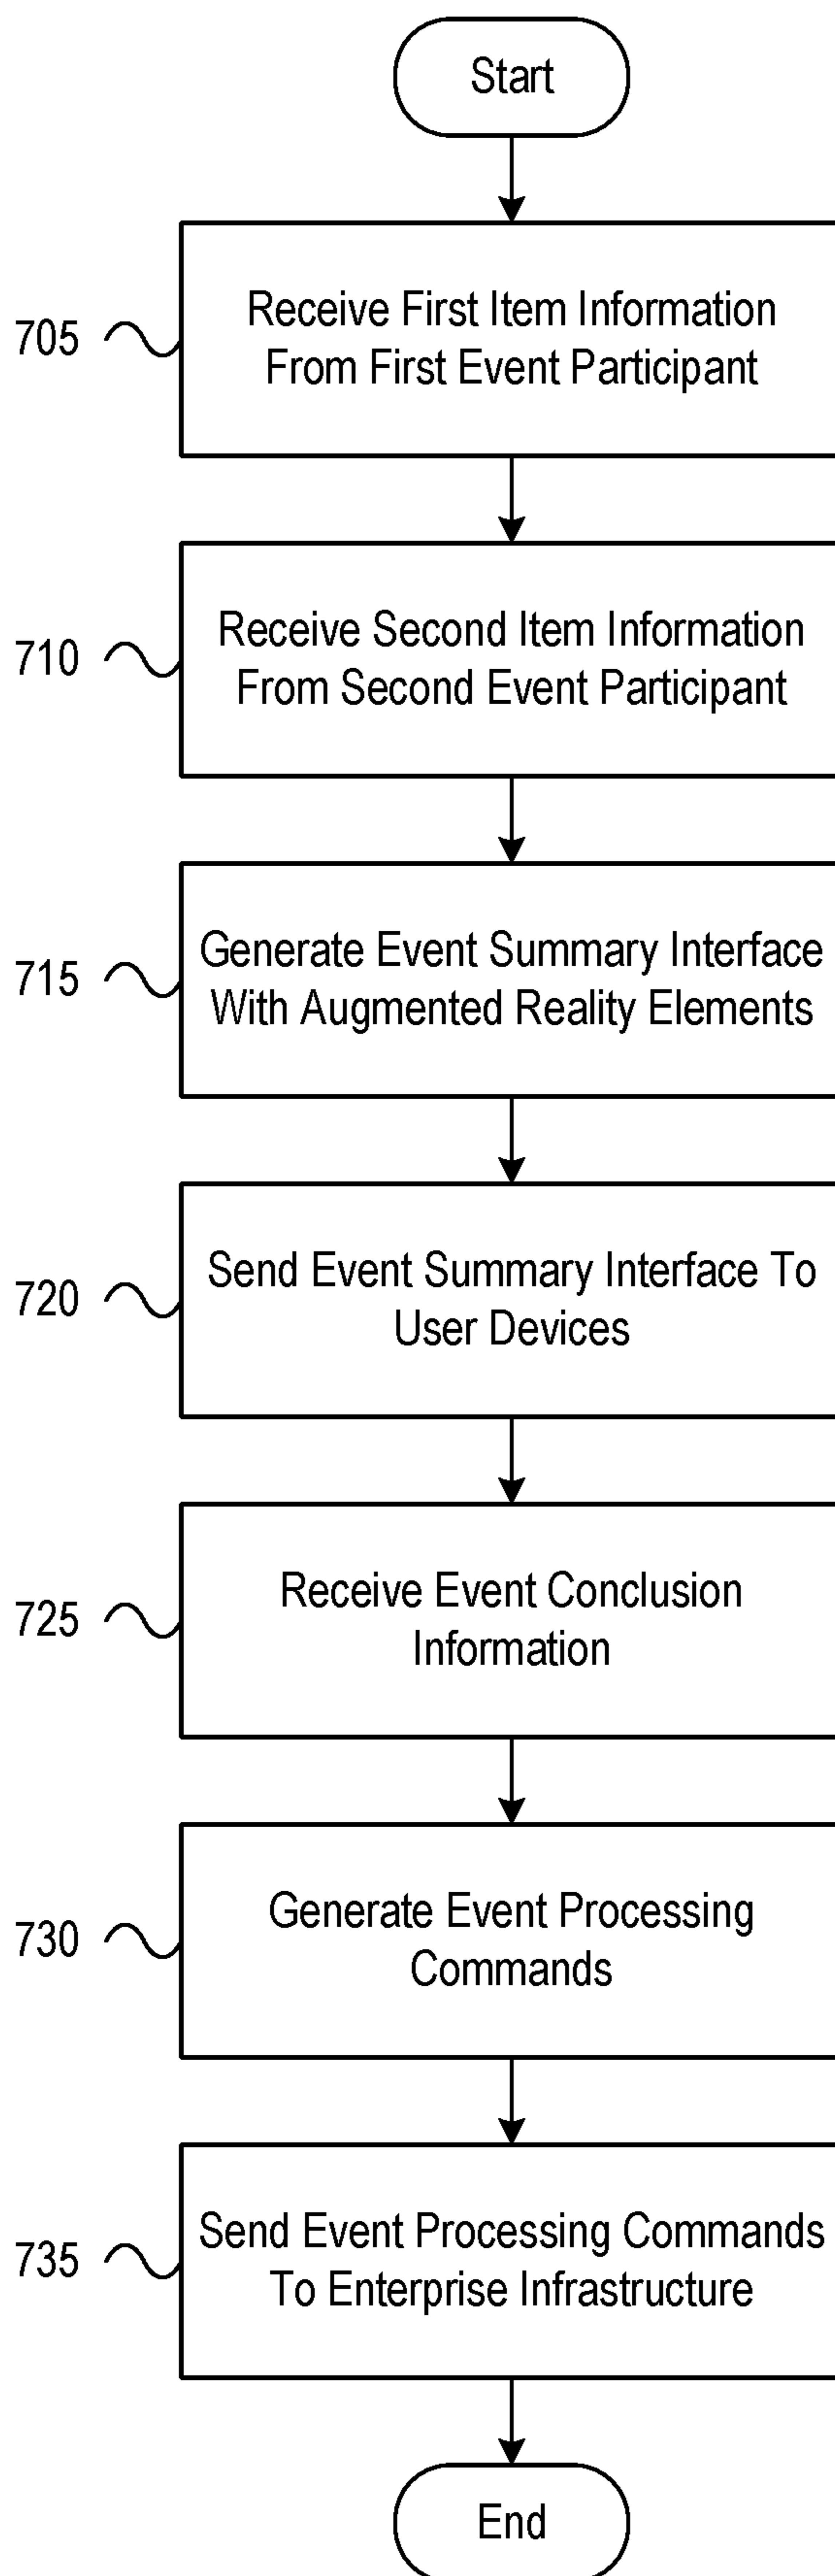 Start
705
Receive First Item Information
From First Event Participant
710
Receive Second Item Information
From Second Event Participant
715
Generate Event Summary Interface
With Augmented Reality Elements
720
Send Event Summary Interface To
User Devices
725
Receive Event Conclusion
Information
730
Generate Event Processing
Commands
735
Send Event Processing Commands
To Enterprise Infrastructure
End